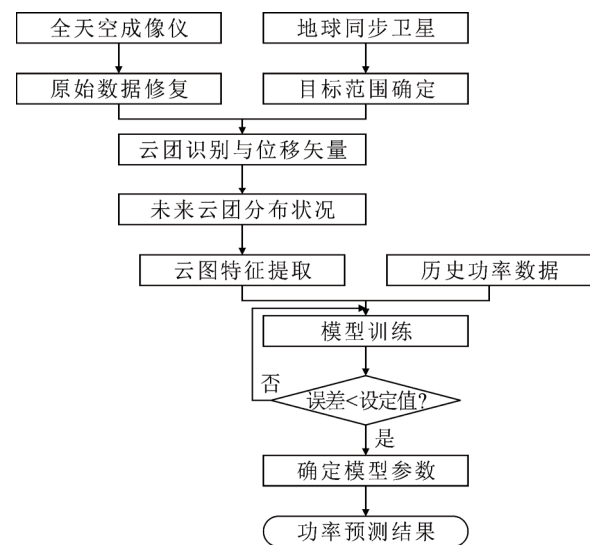 全天空成像仪
地球同步卫星
原始数据修复
目标范围确定
云团识别与位移矢量
未来云团分布状况
云图特征提取
历史功率数据
模型训练
否
误差<设定值?
是
确定模型参数
功率预测结果